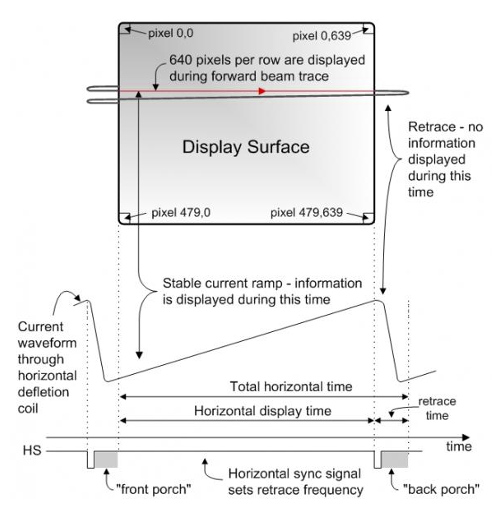 pixel 0,0
pixel 0,639
640 pixels per row are displayed
during forward beam trace
Retrace - no
information
displayed
during this
time
Display Surface
pixel 479,0
pixel 479,639
Stable current ramp - information
is displayed during this time
Current
waveform
through
horizontal
defletion
coil
Total horizontal time
Horizontal display time
retrace
time
time
HS
"front porch"
Horizontal sync signal
sets retrace frequency
"back porch"